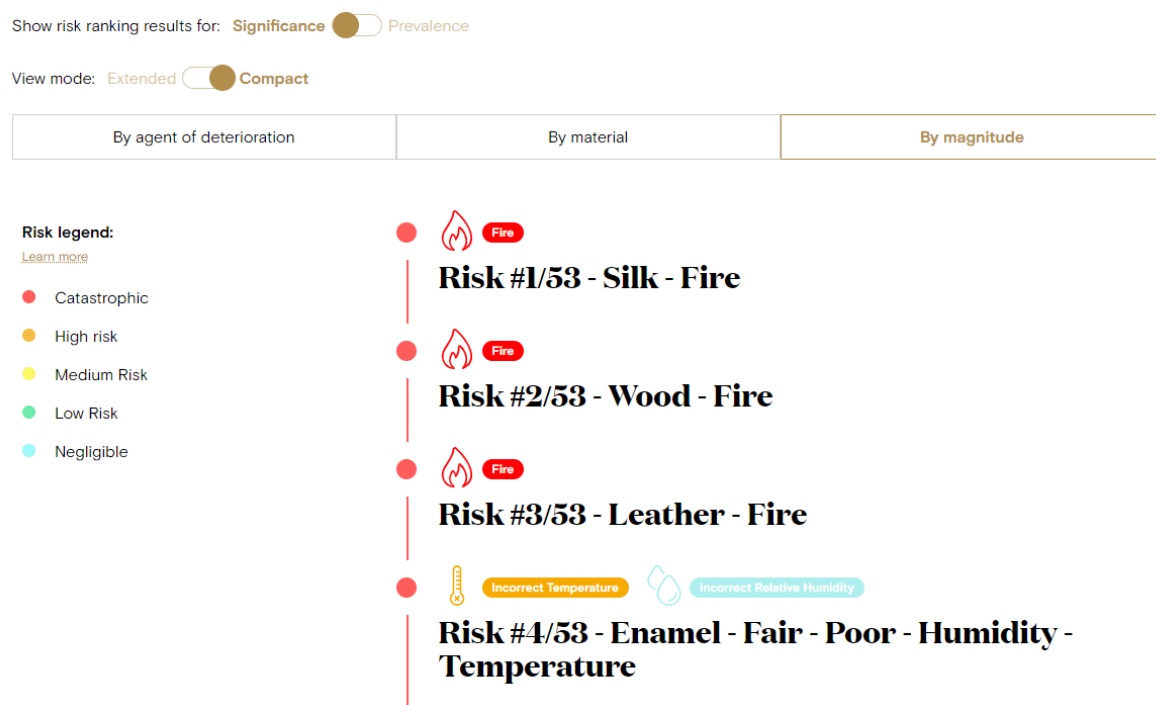 Show risk ranking results for: Significance Prevalence
View mode: Extended Compact
By agent of deterioration By material By magnitude
Risk legend:
Learn more
Catastrophic
High risk
Medium Risk
Low Risk
Negligible
Fire
Risk #1/53 - Silk - Fire
Fire
Risk #2/53 - Wood - Fire
Fire
Risk #3/53 - Leather - Fire
Incorrect Temperature Incorrect Relative Humidity
Risk #4/53 - Enamel - Fair - Poor - Humidity -
Temperature